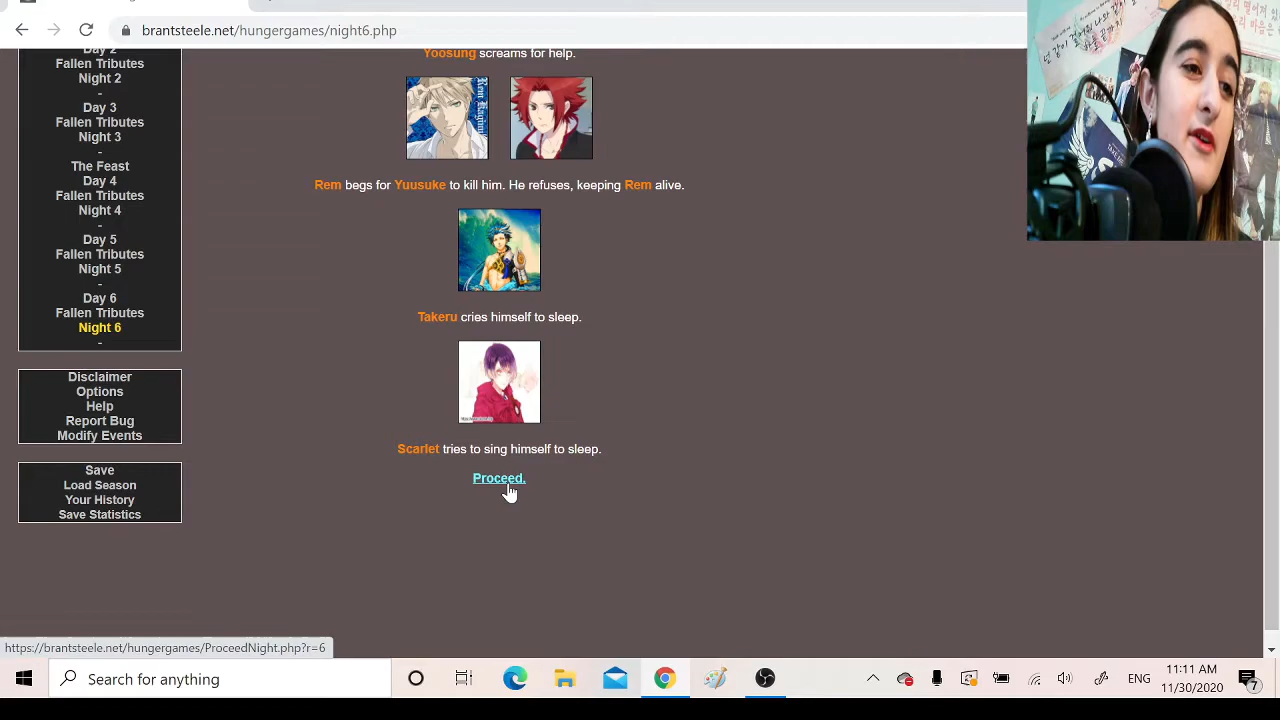 brantsteele.net/hungergames/night6.php
Day 2
Fallen Tributes
Night 2
-
Day 3
Fallen Tributes
Night 3
-
The Feast
Day 4
Fallen Tributes
Night 4
-
Day 5
Fallen Tributes
Night 5
-
Day 6
Fallen Tributes
Night 6
-
Disclaimer
Options
Help
Report Bug
Modify Events
Save
Load Season
Your History
Save Statistics
Yoosung screams for help.
Rem begs for Yuusuke to kill him. He refuses, keeping Rem alive.
Takeru cries himself to sleep.
Scarlet tries to sing himself to sleep.
Proceed.
https://brantsteele.net/hungergames/ProceedNight.php?r=6
Search for anything
ENG
11:11 AM
11/30/2020
7